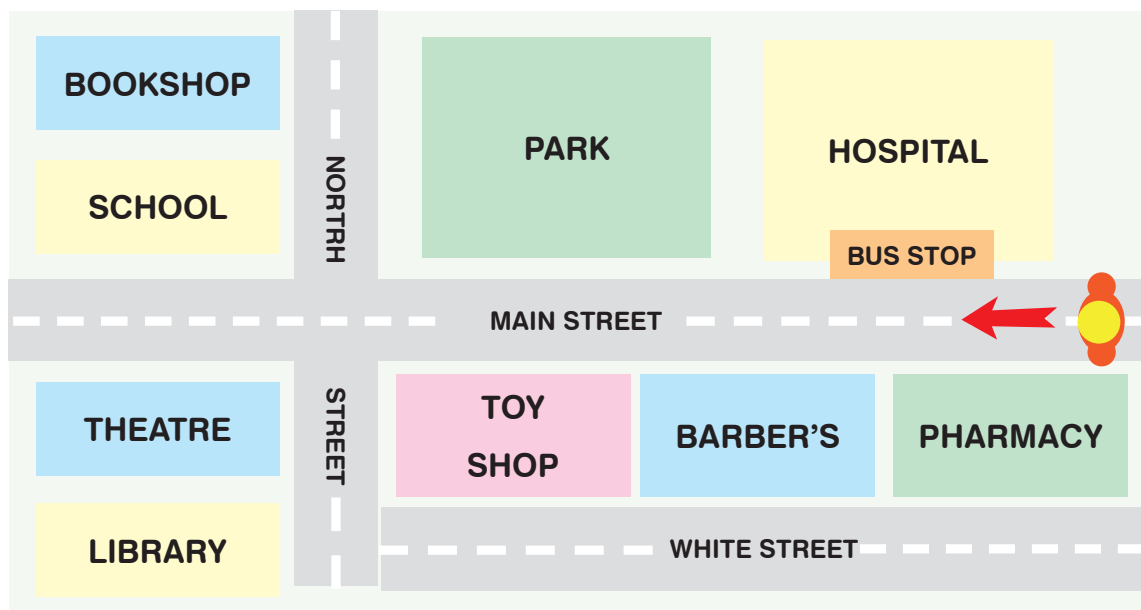 BOOKSHOP
PARK
HOSPITAL
SCHOOL
NORTRH
BUS STOP
MAIN STREET
THEATRE
STREET
TOY
SHOP
BARBER'S
PHARMACY
LIBRARY
WHITE STREET